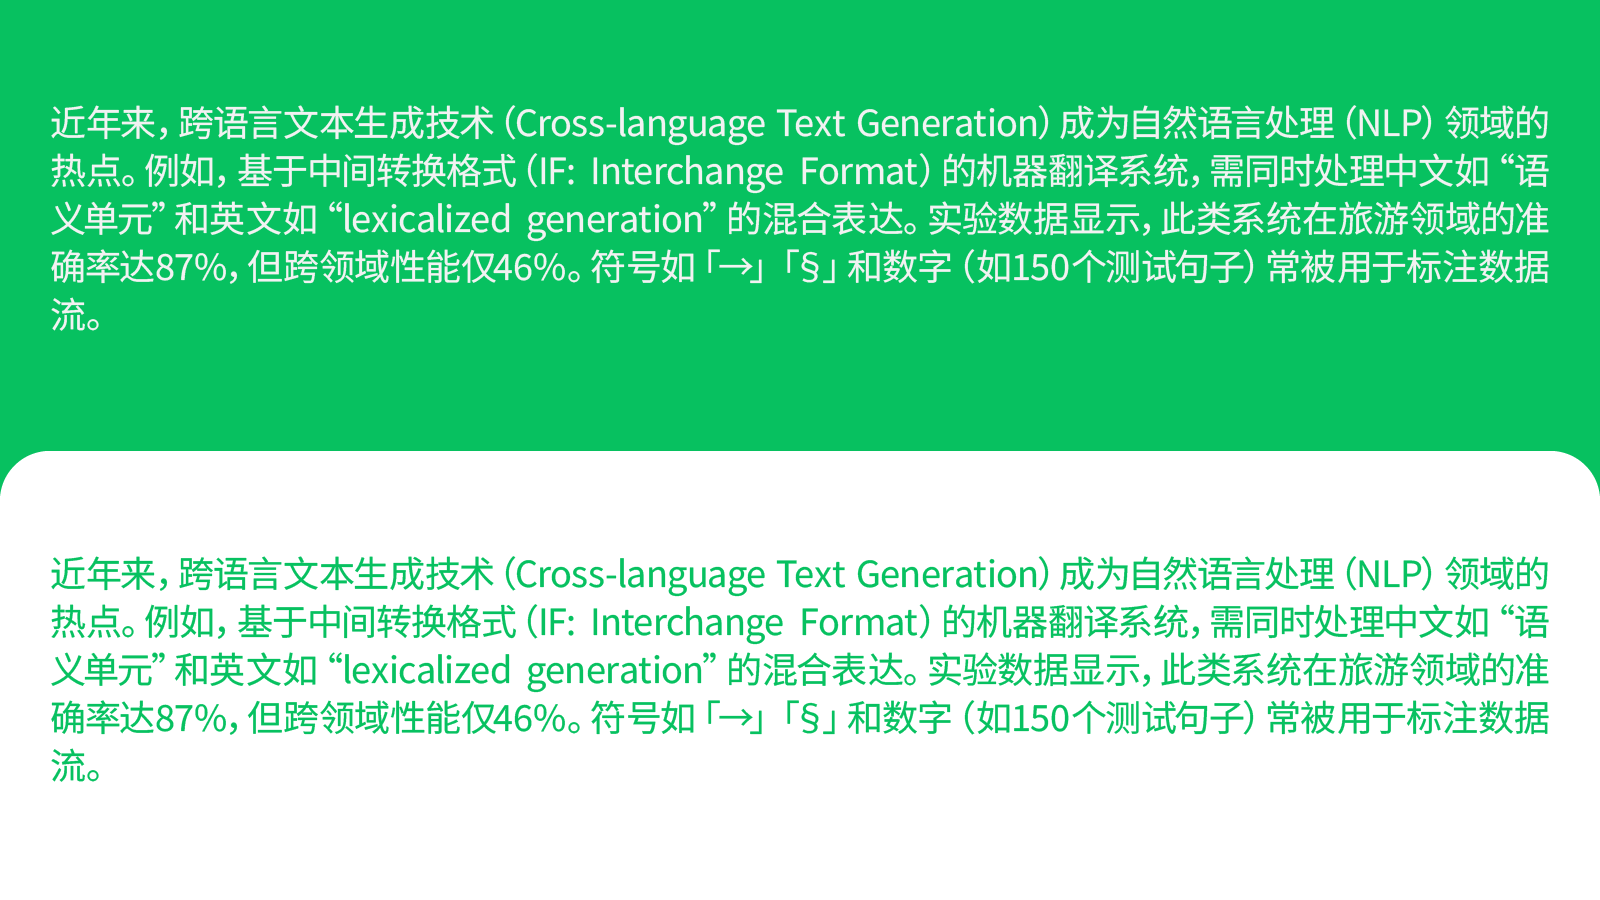 近年来，跨语言文本生成技术（Cross-language Text Generation）成为自然语言处理（NLP）领域的
热点。例如，基于中间转换格式（IF: Interchange Format）的机器翻译系统，需同时处理中文如“语
义单元”和英文如“lexicalized generation”的混合表达。实验数据显示，此类系统在旅游领域的准
确率达87%，但跨领域性能仅46%。符号如「→」「§」和数字（如150个测试句子）常被用于标注数据
流。
近年来，跨语言文本生成技术（Cross-language Text Generation）成为自然语言处理（NLP）领域的
热点。例如，基于中间转换格式（IF: Interchange Format）的机器翻译系统，需同时处理中文如“语
义单元”和英文如“lexicalized generation”的混合表达。实验数据显示，此类系统在旅游领域的准
确率达87%，但跨领域性能仅46%。符号如「→」「§」和数字（如150个测试句子）常被用于标注数据
流。